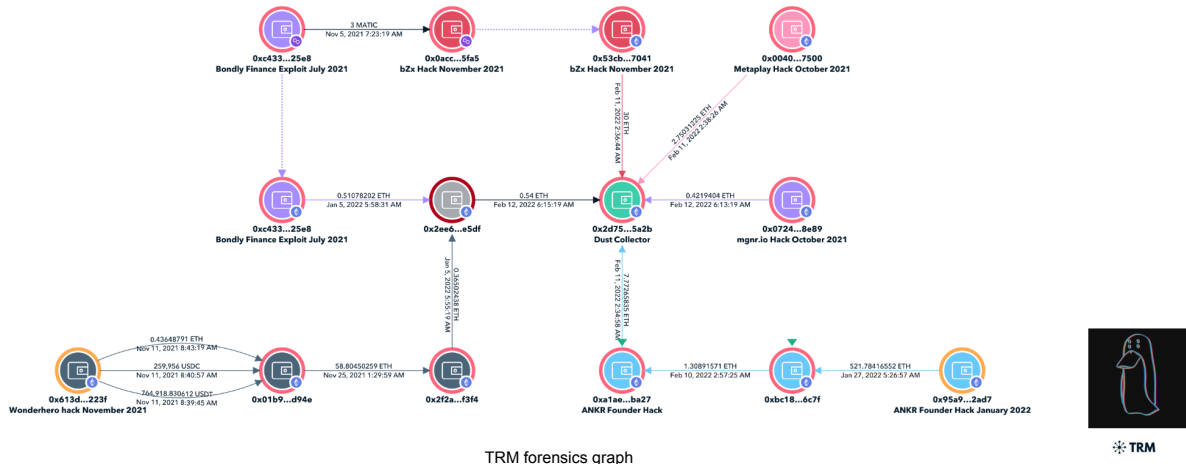 3 MATIC
Nov 5, 2021 7:23:19 AM
0xc433...25e8
Bondly Finance Exploit July 2021
0x0acc...5fa5
bZx Hack November 2021
0x53cb...7041
bZx Hack November 2021
0x0040...7500
Metaplay Hack October 2021
30 ETH
Feb 11, 2022 2:36:44 AM
2.75031225 ETH
Feb 11, 2022 2:38:26 AM
0.51078202 ETH
Jan 5, 2022 5:58:31 AM
0.54 ETH
Feb 12, 2022 6:15:19 AM
0.4219404 ETH
Feb 12, 2022 6:13:19 AM
0xc433...25e8
Bondly Finance Exploit July 2021
0x2ee6...e5df
0x2d75...5a2b
Dust Collector
0x0724...8e89
mgnr.io Hack October 2021
0.36502438 ETH
Jan 5, 2022 5:55:19 AM
7.77265835 ETH
Feb 11, 2022 2:34:58 AM
0.43648791 ETH
Nov 11, 2021 8:43:19 AM
259,956 USDC
Nov 11, 2021 8:40:57 AM
764,918.830612 USDT
Nov 11, 2021 8:39:45 AM
58.80450259 ETH
Nov 25, 2021 1:29:59 AM
1.30891571 ETH
Feb 10, 2022 2:57:25 AM
521.78416552 ETH
Jan 27, 2022 5:26:57 AM
0x613d...223f
Wonderhero hack November 2021
0x01b9...d94e
0x2f2a...f3f4
0xa1ae...ba27
ANKR Founder Hack
0xbc18...6c7f
0x95a9...2ad7
ANKR Founder Hack January 2022
TRM
TRM forensics graph